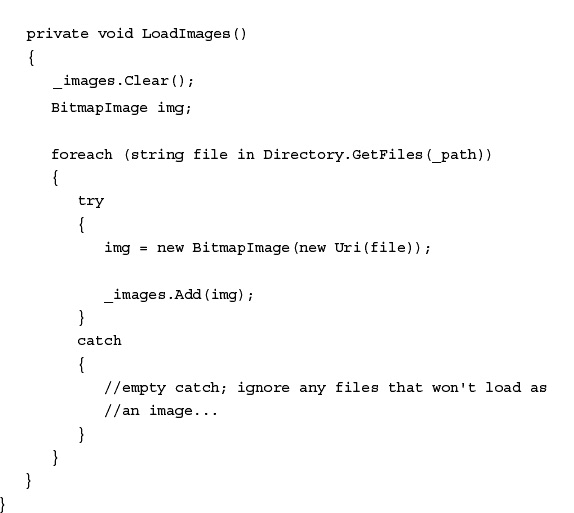 private void LoadImages()
{
_images.Clear();
BitmapImage img;
foreach (string file in Directory.GetFiles(_path))
{
try
{
img = new BitmapImage(new Uri(file));
_images.Add(img);
}
catch
{
//empty catch; ignore any files that won't load as
//an image...
}
}
}
}